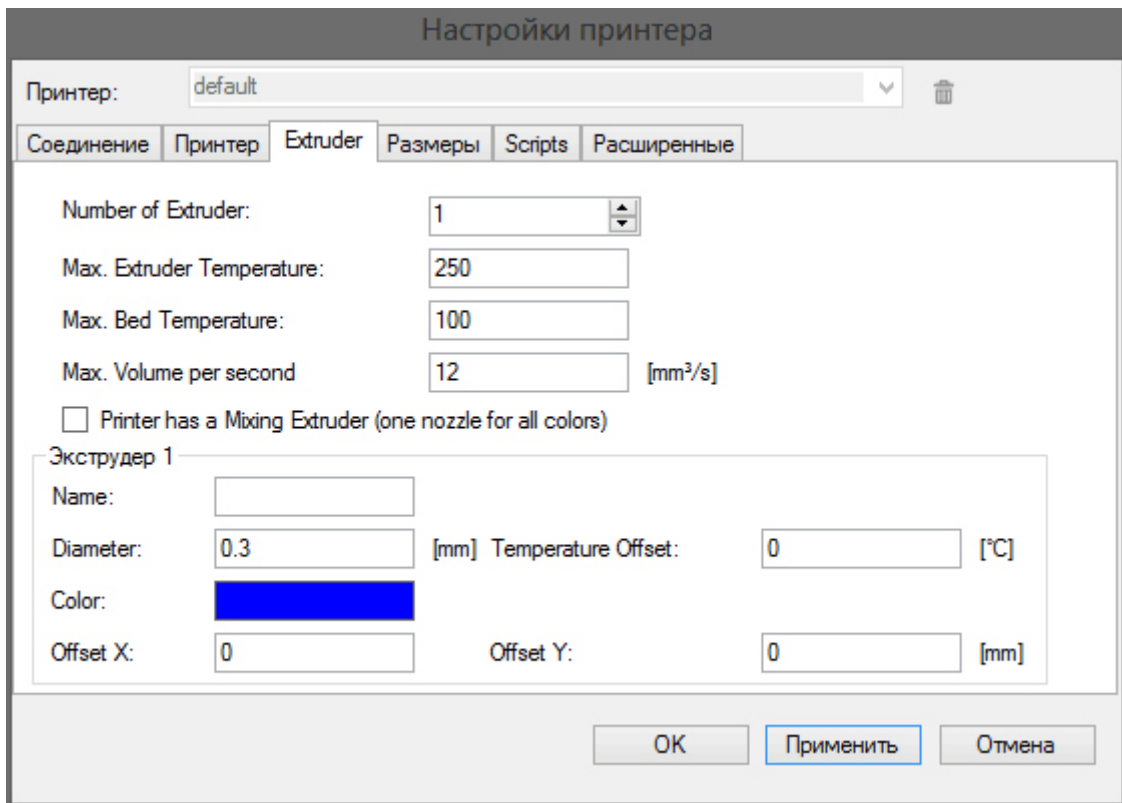 Настройки принтера
Принтер: default
Соединение Принтер Extruder Размеры Scripts Расширенные
Number of Extruder: 1
Max. Extruder Temperature: 250
Max. Bed Temperature: 100
Max. Volume per second 12 [mm³/s]
Printer has a Mixing Extruder (one nozzle for all colors)
Экструдер 1
Name:
Diameter: 0.3 [mm] Temperature Offset: 0 [°C]
Color:
Offset X: 0 Offset Y: 0 [mm]
OK Применить Отмена